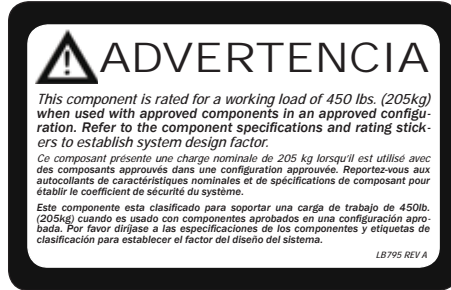 ADVERTENCIA
This component is rated for a working load of 450 lbs. (205kg)
when used with approved components in an approved configu-
ration. Refer to the component specifications and rating stick-
ers to establish system design factor.
Ce composant présente une charge nominale de 205 kg lorsqu'il est utilisé avec
des composants approuvés dans une configuration approuvée. Reportez-vous aux
autocollants de caractéristiques nominales et de spécifications de composant pour
établir le coefficient de sécurité du système.
Este componente esta clasificado para soportar una carga de trabajo de 450lb.
(205kg) cuando es usado con componentes aprobados en una configuración apro-
bada. Por favor diríjase a las especificaciones de los componentes y etiquetas de
clasificación para establecer el factor del diseño del sistema.
LB795 REV A